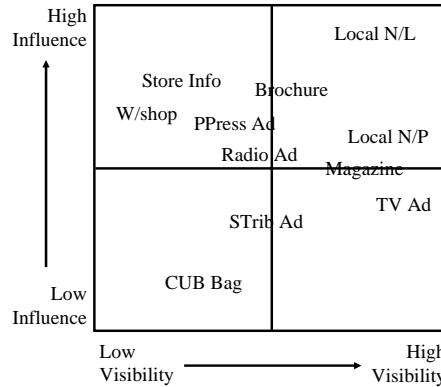 High
Influence
Local N/L
Store Info
Brochure
W/shop
PPress Ad
Local N/P
Radio Ad
Magazine
TV Ad
STrib Ad
CUB Bag
Low
Influence
Low
Visibility
High
Visibility